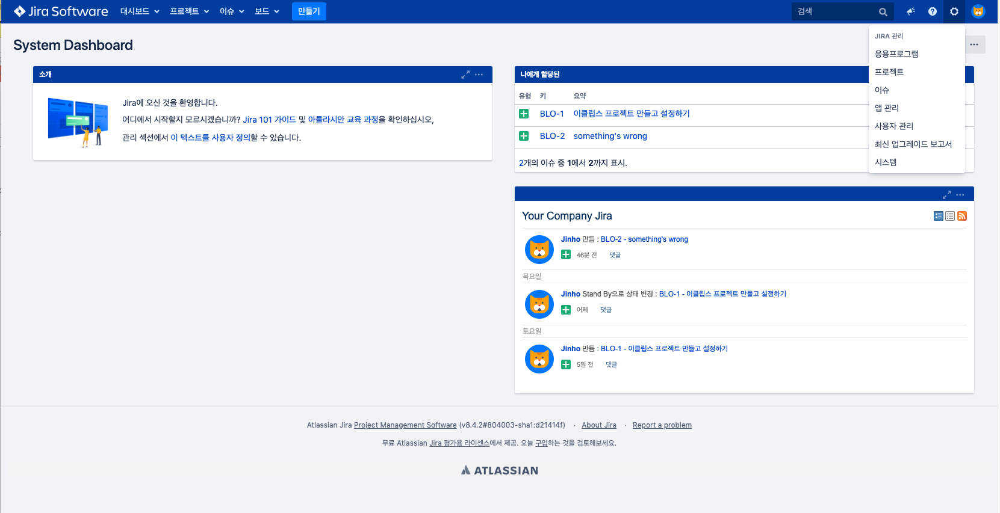 Jira Software 대시보드 프로젝트 이슈 보드 만들기 검색
System Dashboard
JIRA 관리
응용프로그램
프로젝트
이슈
앱 관리
사용자 관리
최신 업그레이드 보고서
시스템
소개
Jira에 오신 것을 환영합니다.
어디에서 시작할지 모르시겠습니까? Jira 101 가이드 및 아틀라시안 교육 과정을 확인하십시오,
관리 섹션에서 이 텍스트를 사용자 정의할 수 있습니다.
나에게 할당된
유형 키 요약
BLO-1 이클립스 프로젝트 만들고 설정하기
BLO-2 something's wrong
2개의 이슈 중 1에서 2까지 표시.
Your Company Jira
Jinho 만듬 : BLO-2 - something's wrong
46분 전 댓글
목요일
Jinho Stand By으로 상태 변경 : BLO-1 - 이클립스 프로젝트 만들고 설정하기
어제 댓글
토요일
Jinho 만듬 : BLO-1 - 이클립스 프로젝트 만들고 설정하기
5일 전 댓글
Atlassian Jira Project Management Software (v8.4.2#804003-sha1:d21414f) · About Jira · Report a problem
무료 Atlassian Jira 평가용 라이센스에서 제공. 오늘 구입하는 것을 검토해보세요.
ATLASSIAN